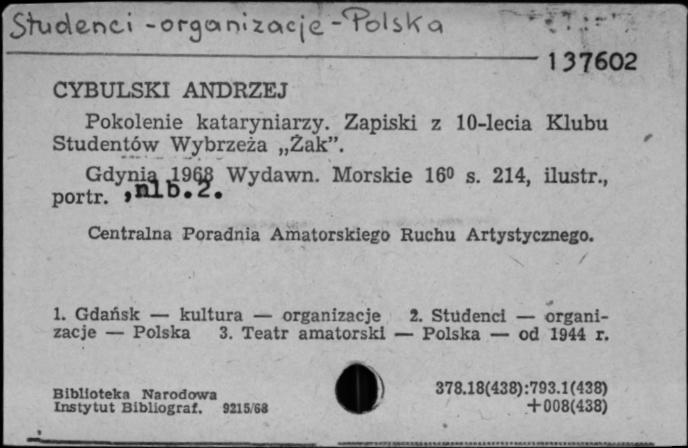 Studenci - organizacje - Polska
137602
CYBULSKI ANDRZEJ
Pokolenie kataryniarzy. Zapiski z 10-lecia Klubu
Studentów Wybrzeża „Żak”.
Gdynia 1968 Wydawn. Morskie 16⁰ s. 214, ilustr.,
portr. ,nlb.2.
Centralna Poradnia Amatorskiego Ruchu Artystycznego.
1. Gdańsk — kultura — organizacje 2. Studenci — organi-
zacje — Polska 3. Teatr amatorski — Polska — od 1944 r.
Biblioteka Narodowa 378.18(438):793.1(438)
Instytut Bibliograf. 9215/68 +008(438)